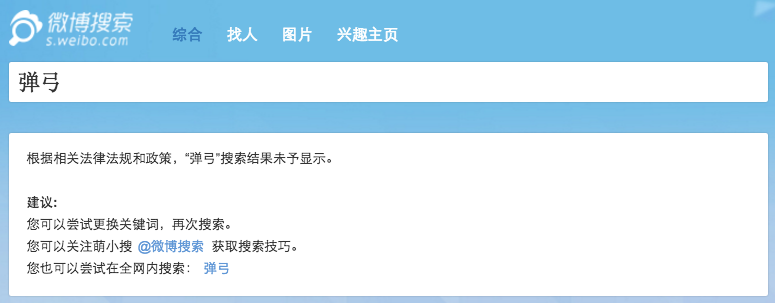 微博搜索
s.weibo.com
综合 找人 图片 兴趣主页
弹弓
根据相关法律法规和政策，“弹弓”搜索结果未予显示。
建议：
您可以尝试更换关键词，再次搜索。
您可以关注萌小搜 @微博搜索 获取搜索技巧。
您也可以尝试在全网内搜索： 弹弓